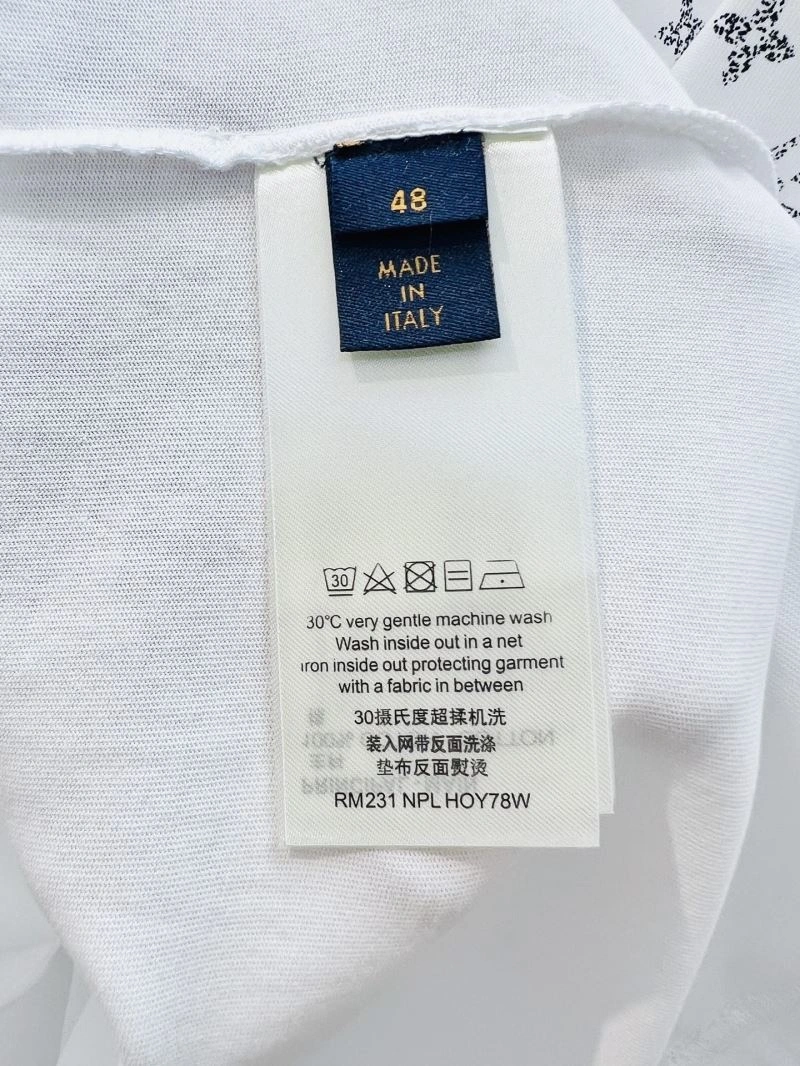 48
MADE
IN
ITALY
30
30°C very gentle machine wash
Wash inside out in a net
iron inside out protecting garment
with a fabric in between
30摄氏度超揉机洗
装入网带反面洗涤
垫布反面熨烫
RM231 NPL HOY78W